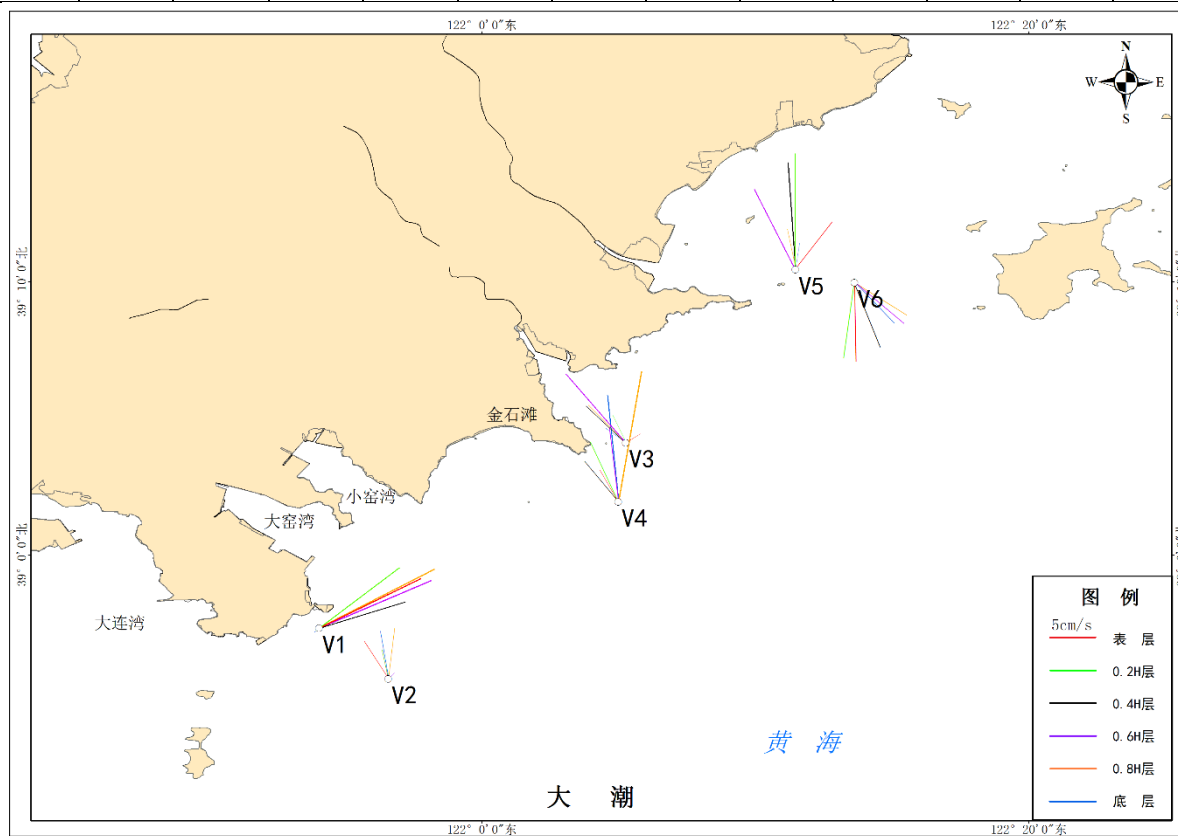 122° 0'0"东
122° 20'0"东
N
W
E
S
39° 10'0"北
V5
V6
金石滩
V3
小窑湾
V4
大窑湾
39° 0'0"北
大连湾
V1
V2
黄 海
大 潮
图 例
5cm/s
表 层
0.2H层
0.4H层
0.6H层
0.8H层
底 层
122° 0'0"东
122° 20'0"东